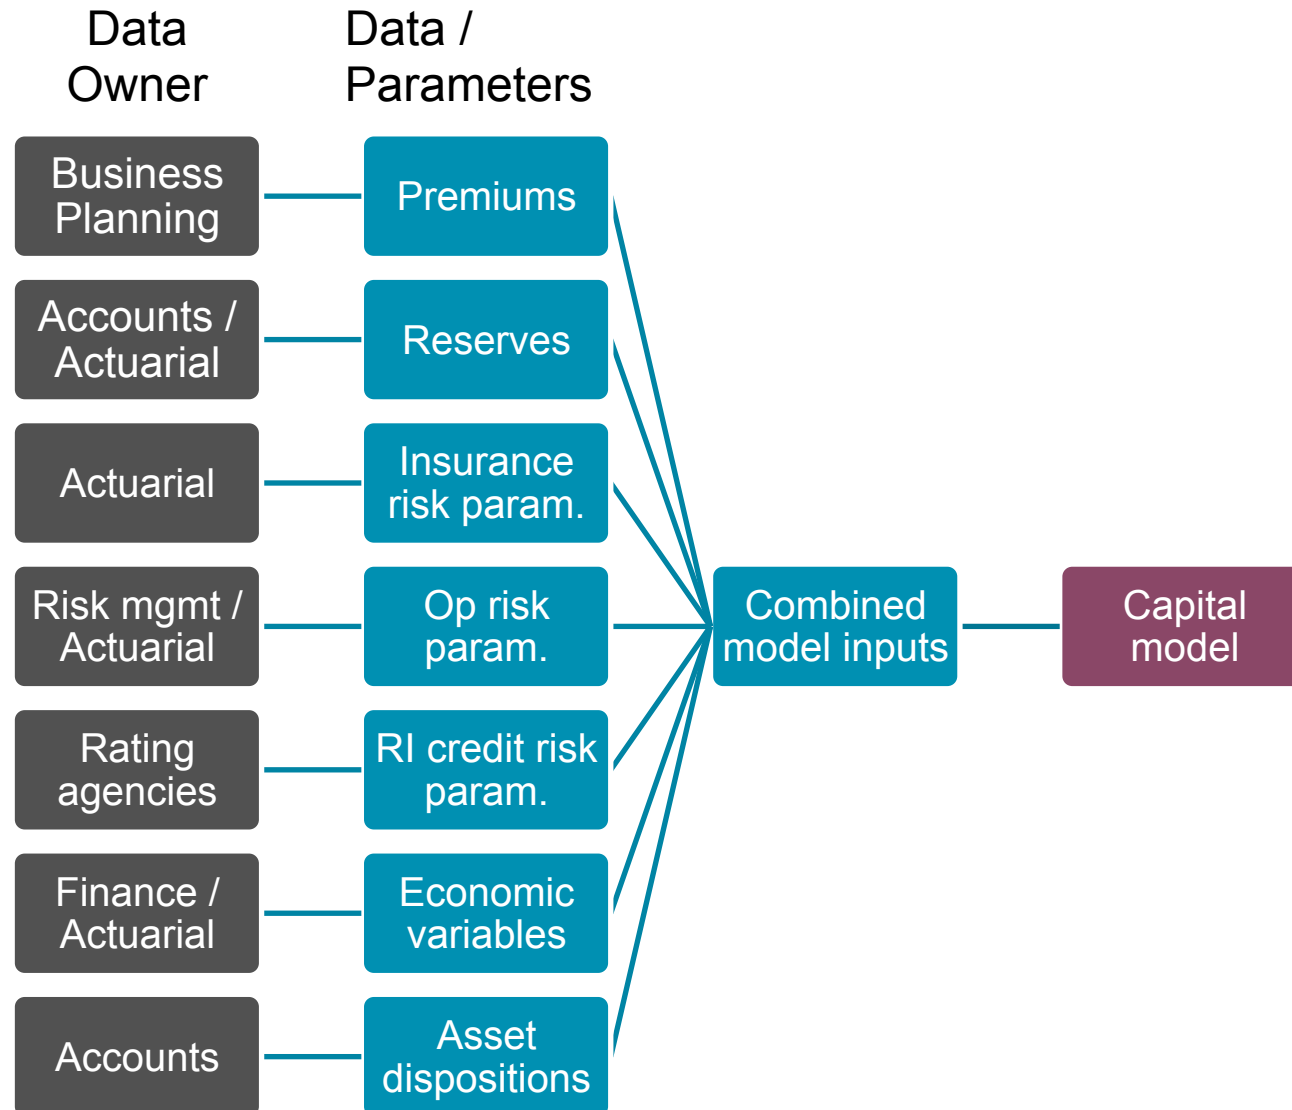 Data
Owner
Data /
Parameters
Business
Planning
Premiums
Accounts /
Actuarial
Reserves
Actuarial
Insurance
risk param.
Risk mgmt /
Actuarial
Op risk
param.
Combined
model inputs
Capital
model
Rating
agencies
RI credit risk
param.
Finance /
Actuarial
Economic
variables
Accounts
Asset
dispositions